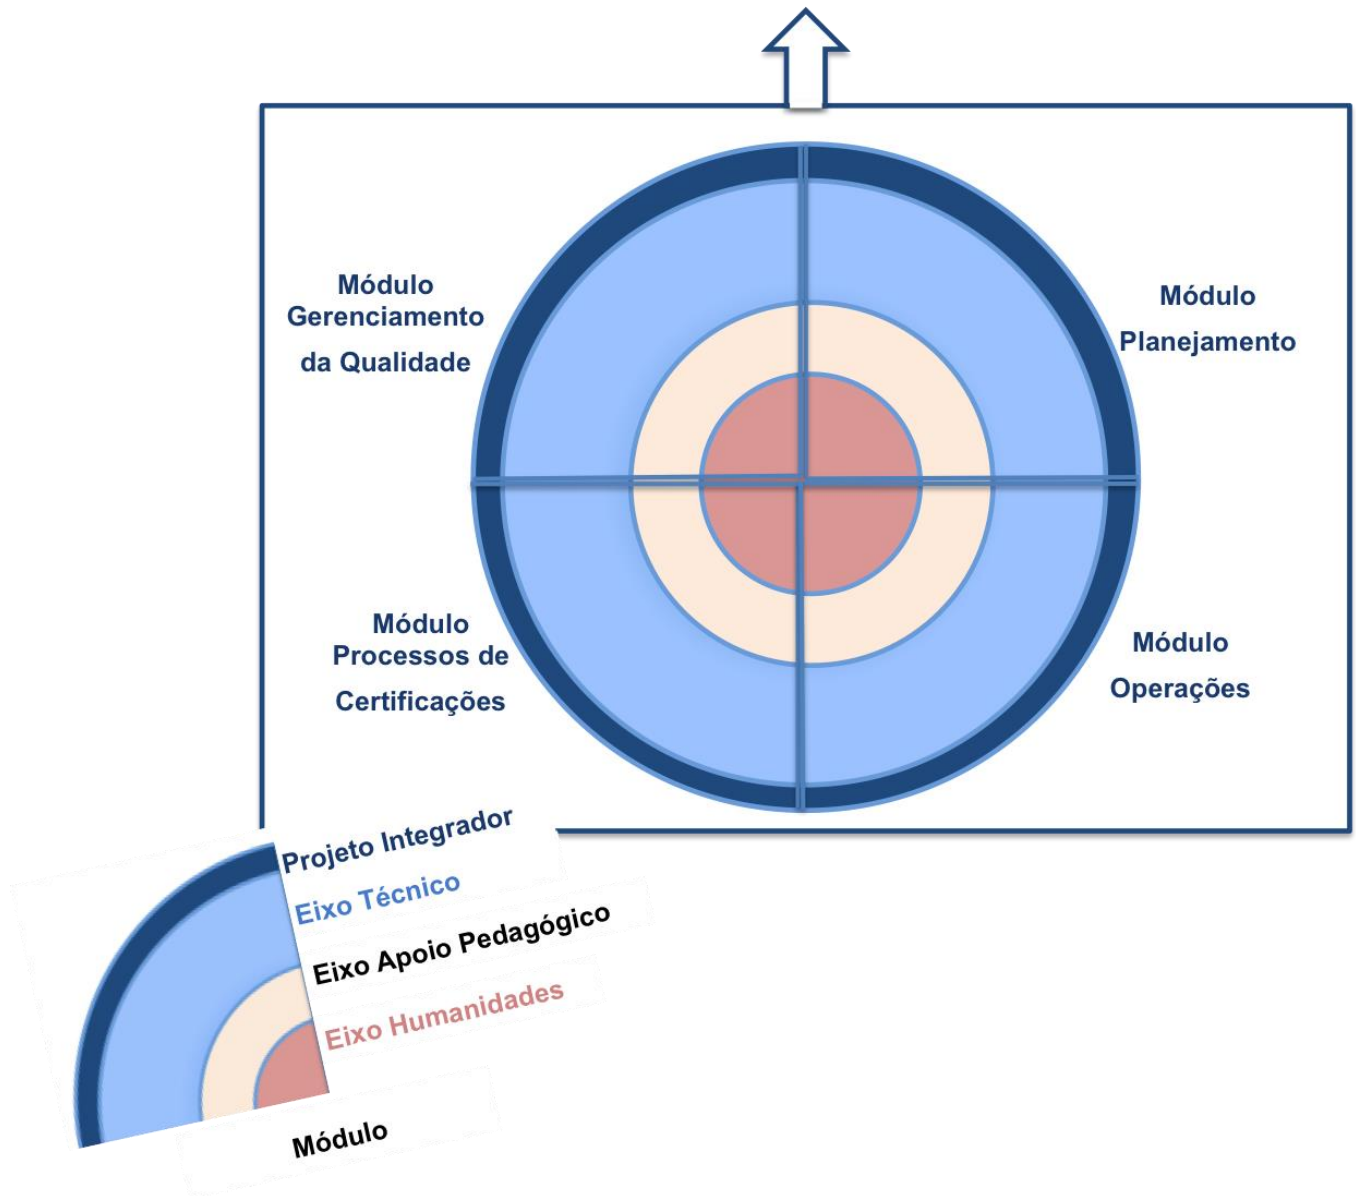 Módulo
Gerenciamento
da Qualidade
Módulo
Planejamento
Módulo
Processos de
Certificações
Módulo
Operações
Projeto Integrador
Eixo Técnico
Eixo Apoio Pedagógico
Eixo Humanidades
Módulo